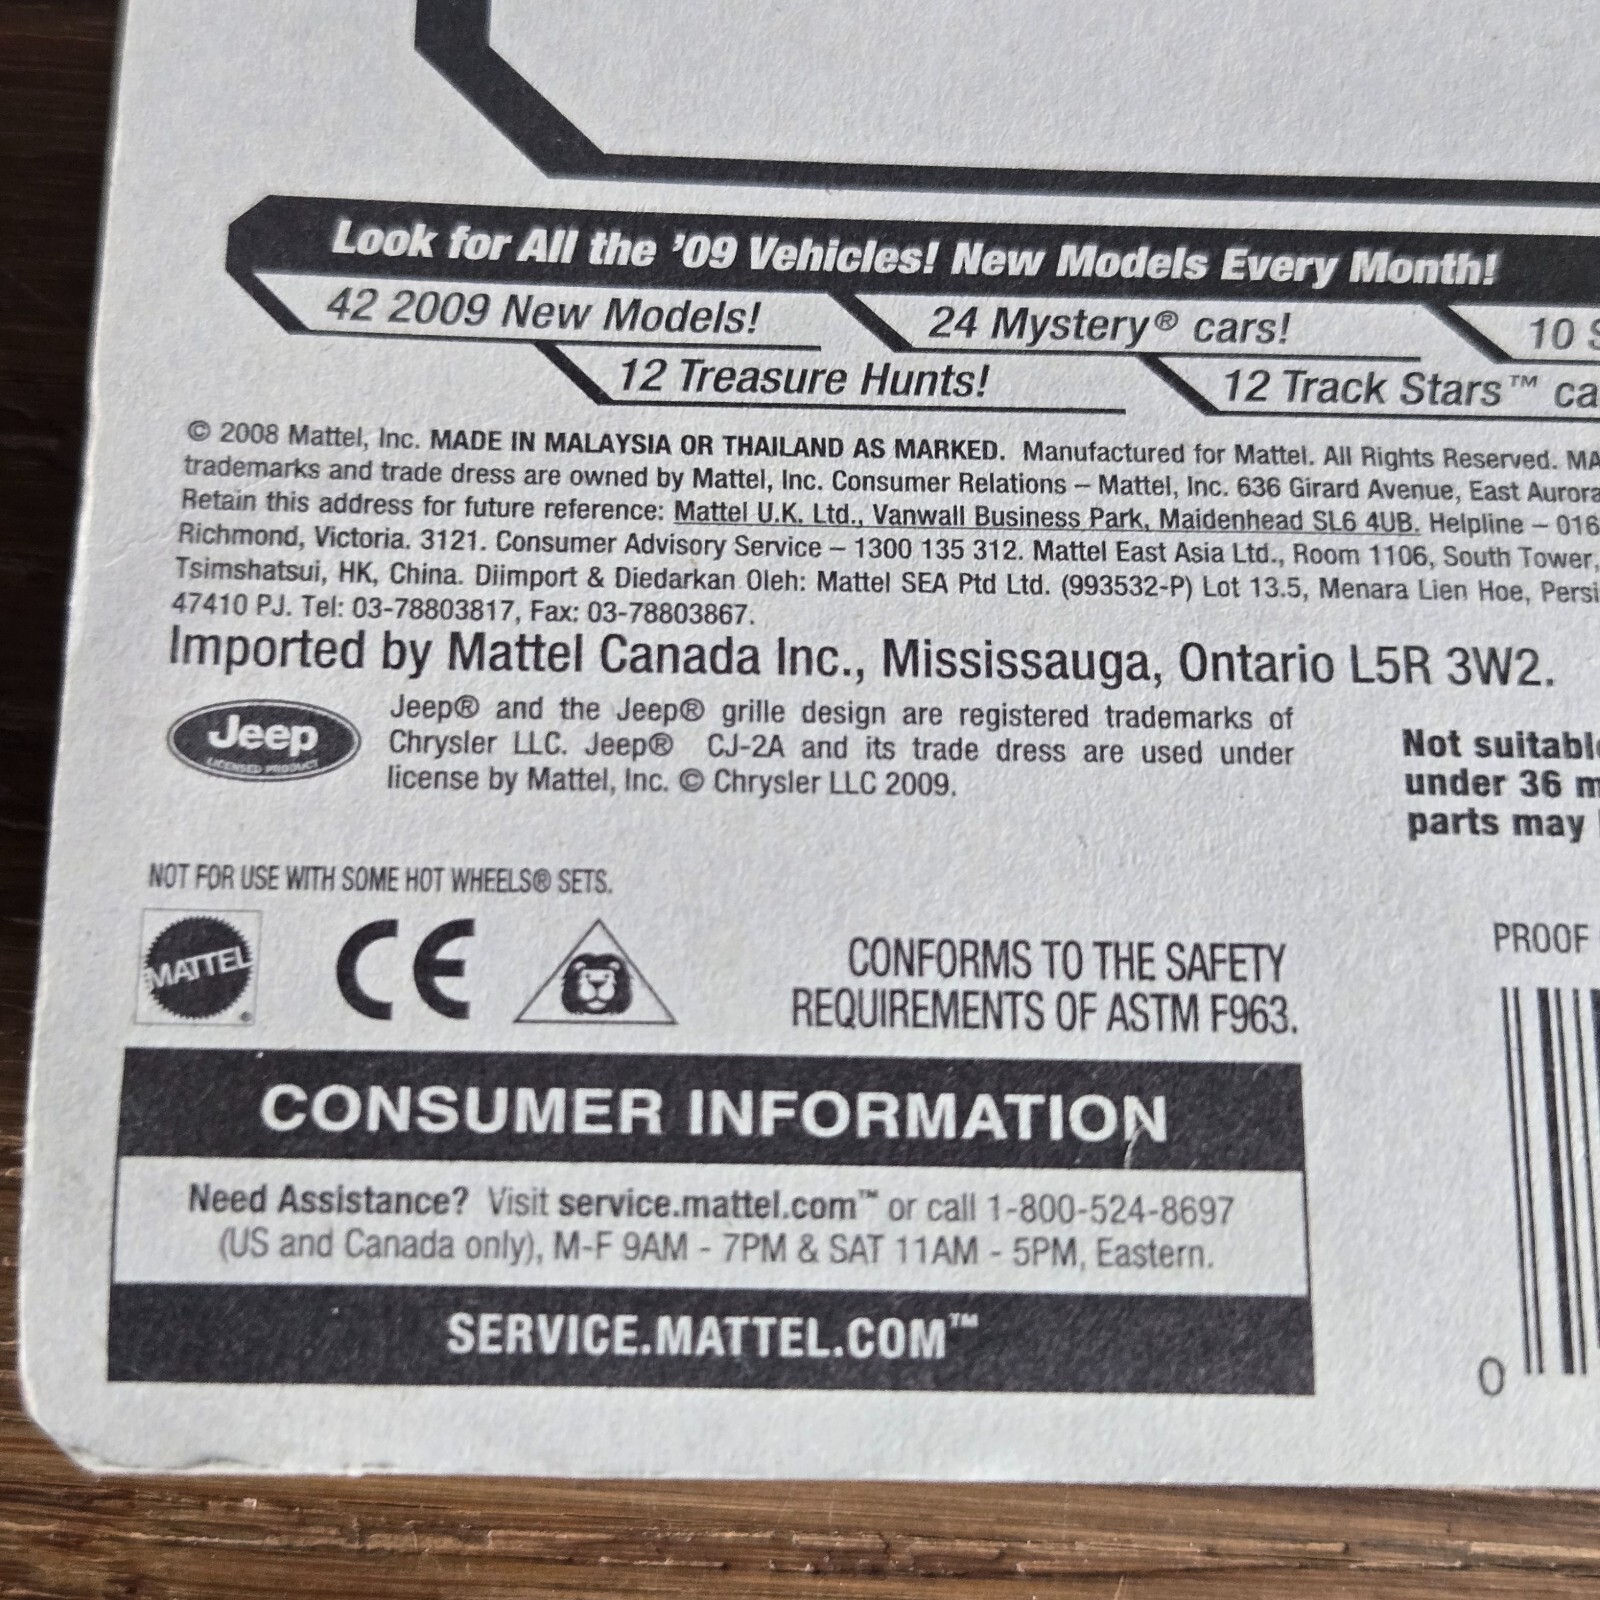 Look for All the '09 Vehicles! New Models Every Month!
42 2009 New Models!
24 Mystery® cars!
10
12 Treasure Hunts!
12 Track Stars™
© 2008 Mattel, Inc. MADE IN MALAYSIA OR THAILAND AS MARKED. Manufactured for Mattel. All Rights Reserved.
trademarks and trade dress are owned by Mattel, Inc. Consumer Relations – Mattel, Inc. 636 Girard Avenue, East Aurora
Retain this address for future reference: Mattel U.K. Ltd., Vanwall Business Park, Maidenhead SL6 4UB. Helpline – 016
Richmond, Victoria. 3121. Consumer Advisory Service – 1300 135 312. Mattel East Asia Ltd., Room 1106, South Tower,
Tsimshatsui, HK, China. Diimport & Diedarkan Oleh: Mattel SEA Ptd Ltd. (993532-P) Lot 13.5, Menara Lien Hoe, Persi
47410 PJ. Tel: 03-78803817, Fax: 03-78803867.
Imported by Mattel Canada Inc., Mississauga, Ontario L5R 3W2.
Jeep
LICENSED PRODUCT
Jeep® and the Jeep® grille design are registered trademarks of
Chrysler LLC. Jeep® CJ-2A and its trade dress are used under
license by Mattel, Inc. © Chrysler LLC 2009.
Not suitable
under 36 m
parts may
NOT FOR USE WITH SOME HOT WHEELS® SETS.
MATTEL®
CE
CONFORMS TO THE SAFETY
REQUIREMENTS OF ASTM F963.
PROOF
CONSUMER INFORMATION
Need Assistance? Visit service.mattel.com™ or call 1-800-524-8697
(US and Canada only), M-F 9AM - 7PM & SAT 11AM - 5PM, Eastern.
SERVICE.MATTEL.COM™
0